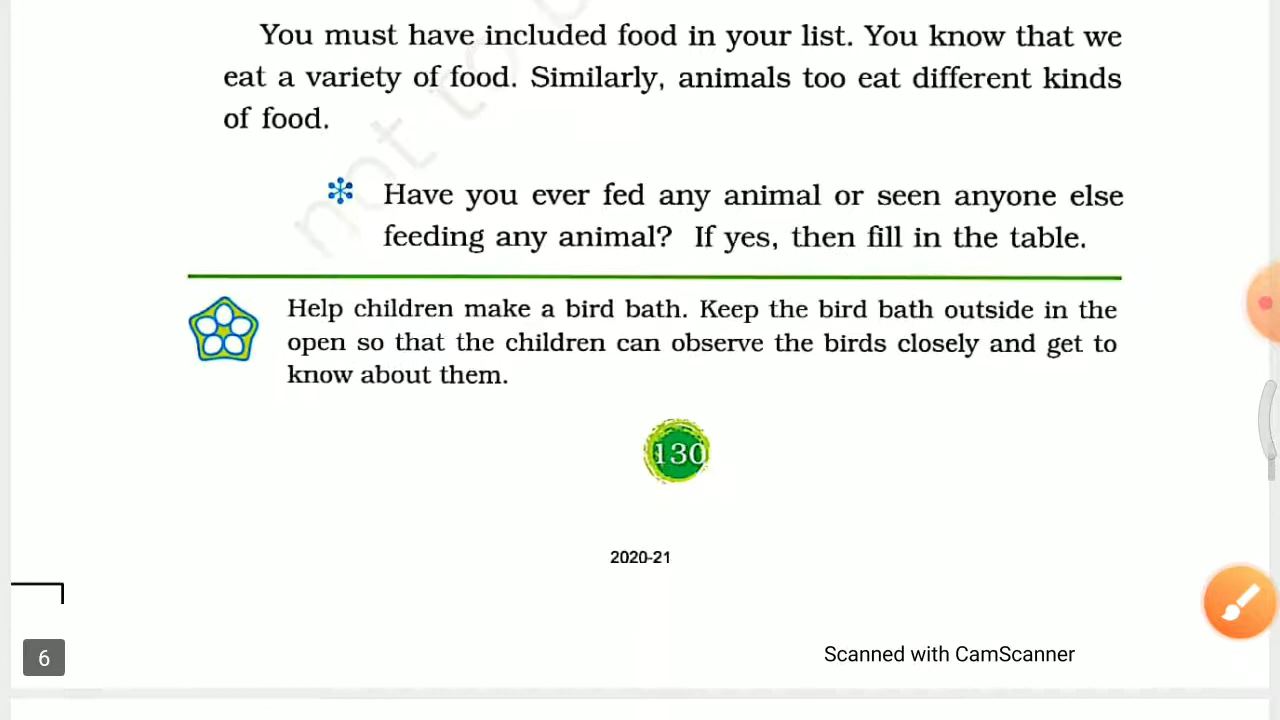 You must have included food in your list. You know that we
eat a variety of food. Similarly, animals too eat different kinds
of food.
not to b
Have you ever fed any animal or seen anyone else
feeding any animal? If yes, then fill in the table.
Help children make a bird bath. Keep the bird bath outside in the
open so that the children can observe the birds closely and get to
know about them.
130
2020-21
6
Scanned with CamScanner